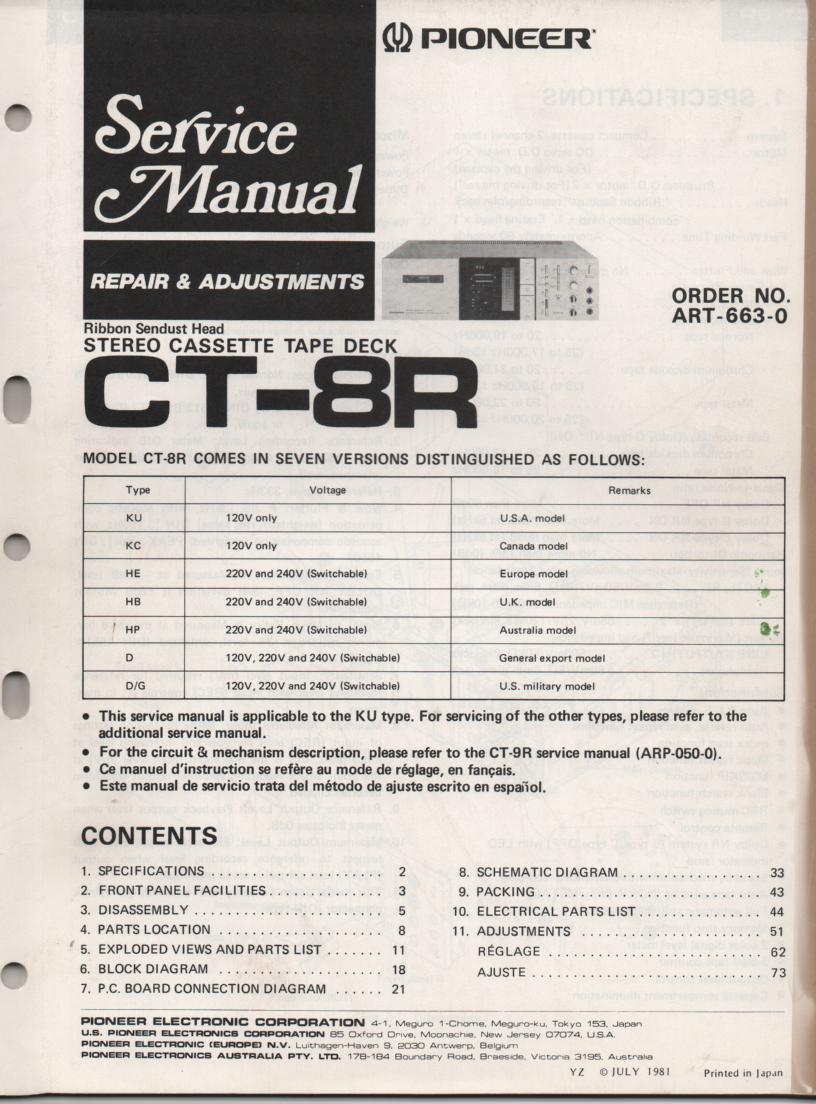 PIONEER
Service
Manual
REPAIR & ADJUSTMENTS
ORDER NO.
ART-663-0
Ribbon Sendust Head
STEREO CASSETTE TAPE DECK
CT-8R
MODEL CT-8R COMES IN SEVEN VERSIONS DISTINGUISHED AS FOLLOWS:
Type Voltage Remarks
KU 120V only U.S.A. model
KC 120V only Canada model
HE 220V and 240V (Switchable) Europe model
HB 220V and 240V (Switchable) U.K. model
HP 220V and 240V (Switchable) Australia model
D 120V, 220V and 240V (Switchable) General export model
D/G 120V, 220V and 240V (Switchable) U.S. military model
● This service manual is applicable to the KU type. For servicing of the other types, please refer to the
additional service manual.
● For the circuit & mechanism description, please refer to the CT-9R service manual (ARP-050-0).
● Ce manuel d'instruction se refère au mode de réglage, en fançais.
● Este manual de servicio trata del método de ajuste escrito en español.
CONTENTS
1. SPECIFICATIONS . . . . . . . . . . . . . . . . . . . . . 2
2. FRONT PANEL FACILITIES . . . . . . . . . . . . . 3
3. DISASSEMBLY . . . . . . . . . . . . . . . . . . . . 5
4. PARTS LOCATION . . . . . . . . . . . . . . . . . 8
5. EXPLODED VIEWS AND PARTS LIST . . . . . . . 11
6. BLOCK DIAGRAM . . . . . . . . . . . . . . . . . 18
7. P.C. BOARD CONNECTION DIAGRAM . . . . . . 21
8. SCHEMATIC DIAGRAM . . . . . . . . . . . . . . . . 33
9. PACKING . . . . . . . . . . . . . . . . . . . . . . . . . 43
10. ELECTRICAL PARTS LIST . . . . . . . . . . . . . . 44
11. ADJUSTMENTS . . . . . . . . . . . . . . . . . . . . 51
RÉGLAGE . . . . . . . . . . . . . . . . . . . . . . . . . 62
AJUSTE . . . . . . . . . . . . . . . . . . . . . . . . . . 73
PIONEER ELECTRONIC CORPORATION 4-1, Meguro 1-Chome, Meguro-ku, Tokyo 153, Japan
U.S. PIONEER ELECTRONICS CORPORATION 85 Oxford Drive, Moonachie, New Jersey 07074, U.S.A.
PIONEER ELECTRONIC (EUROPE) N.V. Luithagen-Haven 9, 2030 Antwerp, Belgium
PIONEER ELECTRONICS AUSTRALIA PTY. LTD. 178-184 Boundary Road, Braeside, Victoria 3195, Australia
YZ © JULY 1981 Printed in Japan